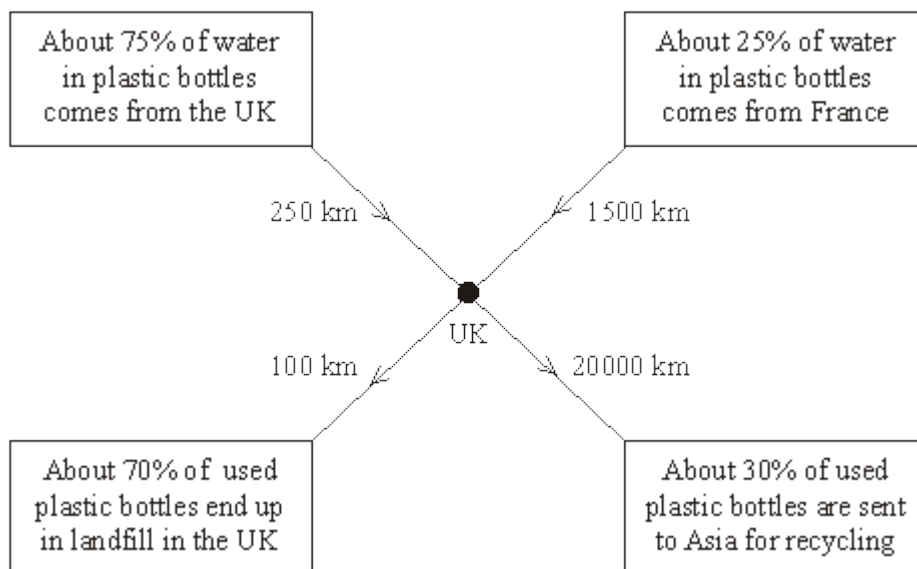 About 75% of water
in plastic bottles
comes from the UK
About 25% of water
in plastic bottles
comes from France
250 km
1500 km
UK
100 km
20000 km
About 70% of used
plastic bottles end up
in landfill in the UK
About 30% of used
plastic bottles are sent
to Asia for recycling